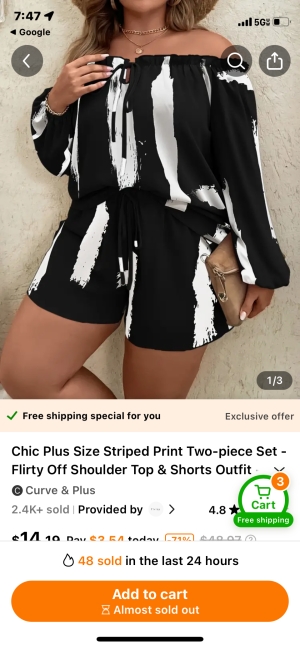 7:47
5G
Google
1/3
Free shipping special for you
Exclusive offer
Chic Plus Size Striped Print Two-piece Set -
Flirty Off Shoulder Top & Shorts Outfit
Curve & Plus
2.4K+ sold
Provided by
4.8
3
Cart
Free shipping
$14.19 Pay $3.54 today -71% $48.97
48 sold in the last 24 hours
Add to cart
Almost sold out